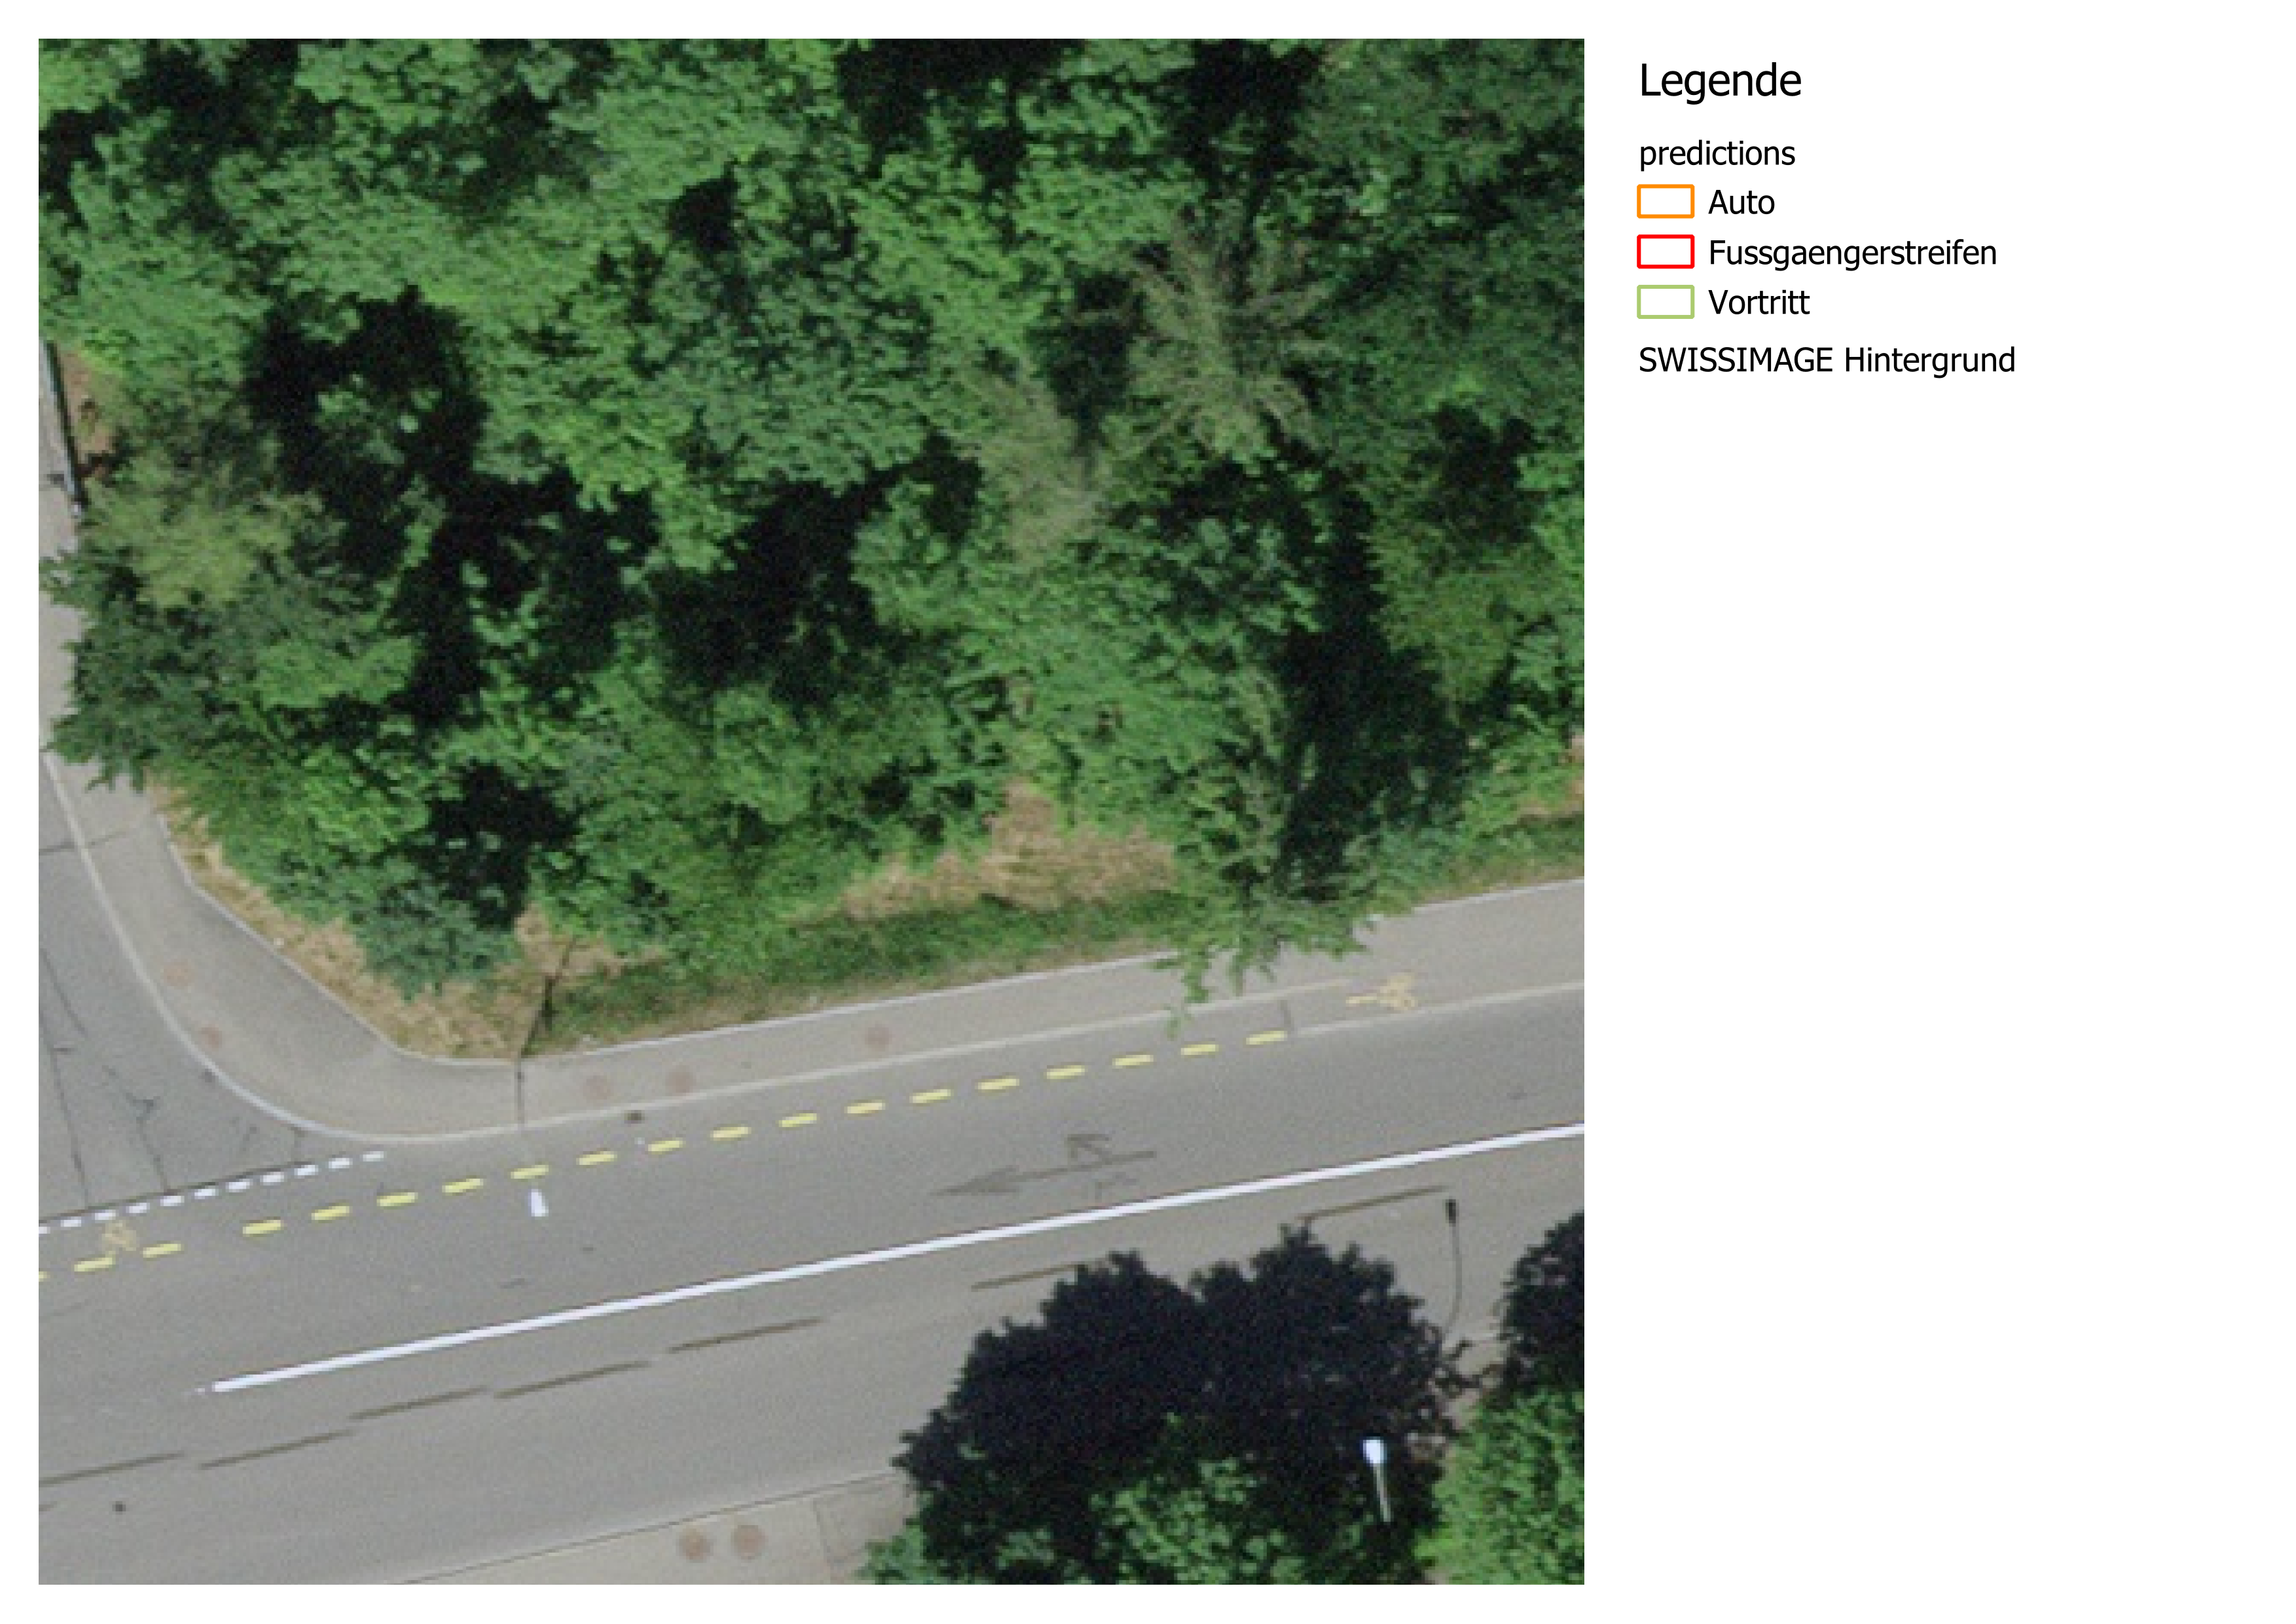 Legende
predictions
Auto
Fussgaengerstreifen
Vortritt
SWISSIMAGE Hintergrund